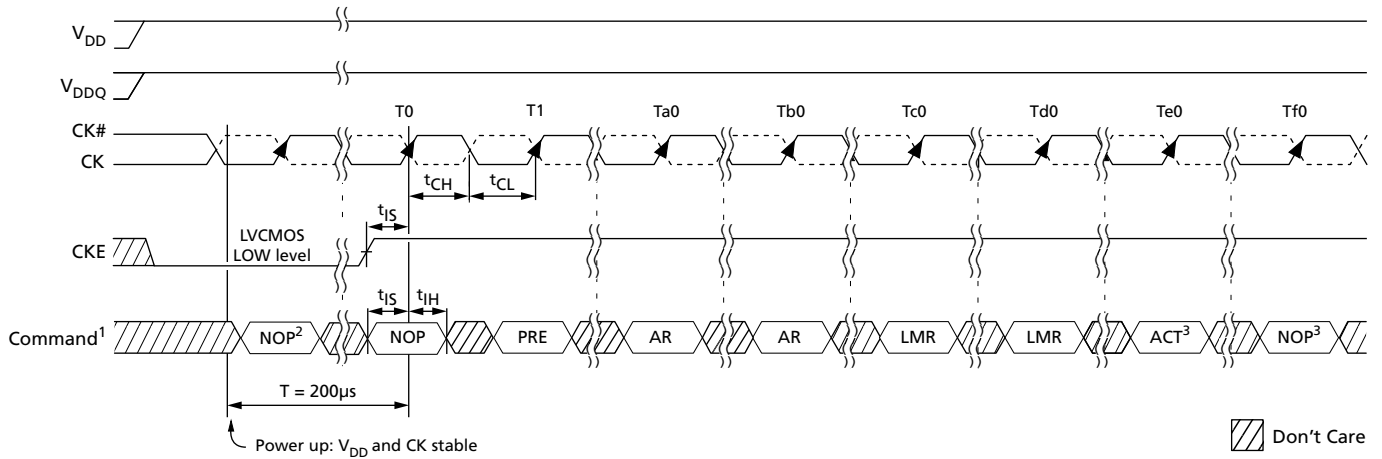 VDD
VDDQ
T0 T1 Ta0 Tb0 Tc0 Td0 Te0 Tf0
CK#
CK
tCH tCL
tIS
LVCMOS
LOW level
CKE
tIS tIH
Command1 NOP2 NOP PRE AR AR LMR LMR ACT3 NOP3
T = 200µs
Power up: VDD and CK stable
Don't Care